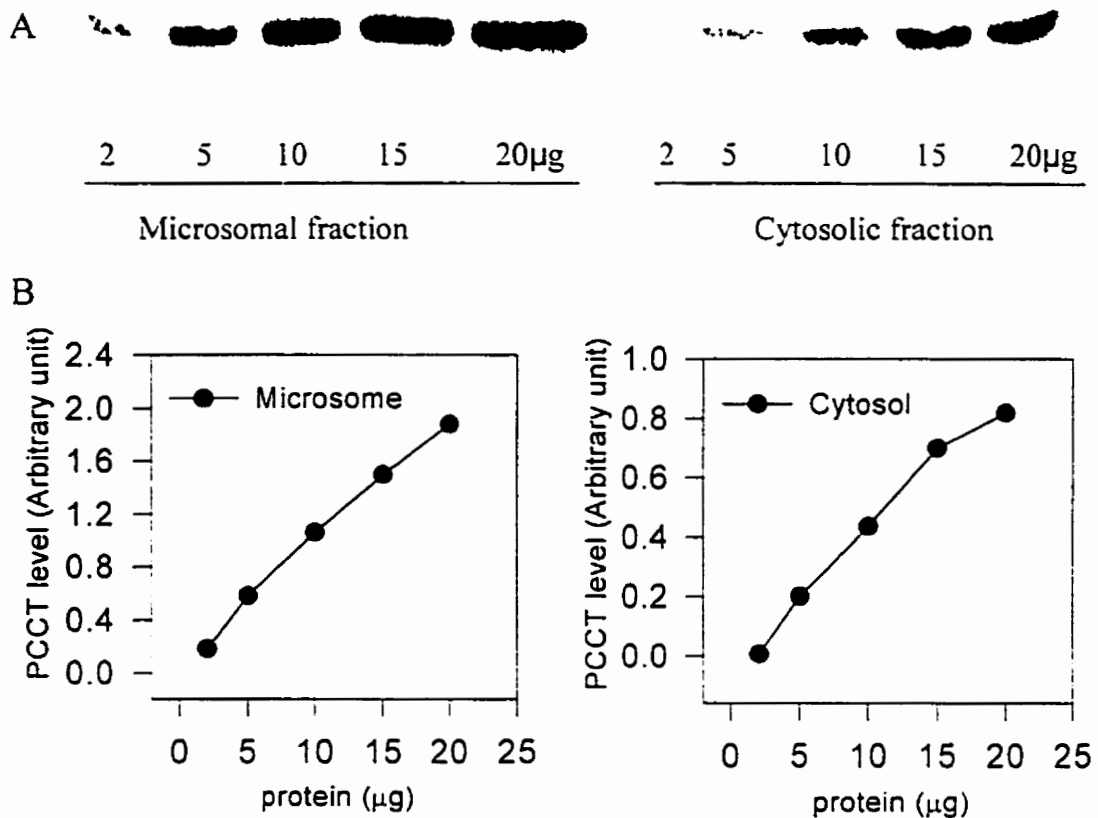 A
2 5 10 15 20μg
Microsomal fraction
2 5 10 15 20μg
Cytosolic fraction
B
PCCT level (Arbitrary unit)
2.4
2.0
1.6
1.2
0.8
0.4
0.0
Microsome
0 5 10 15 20 25
protein (μg)
PCCT level (Arbitrary unit)
1.0
0.8
0.6
0.4
0.2
0.0
Cytosol
0 5 10 15 20 25
protein (μg)